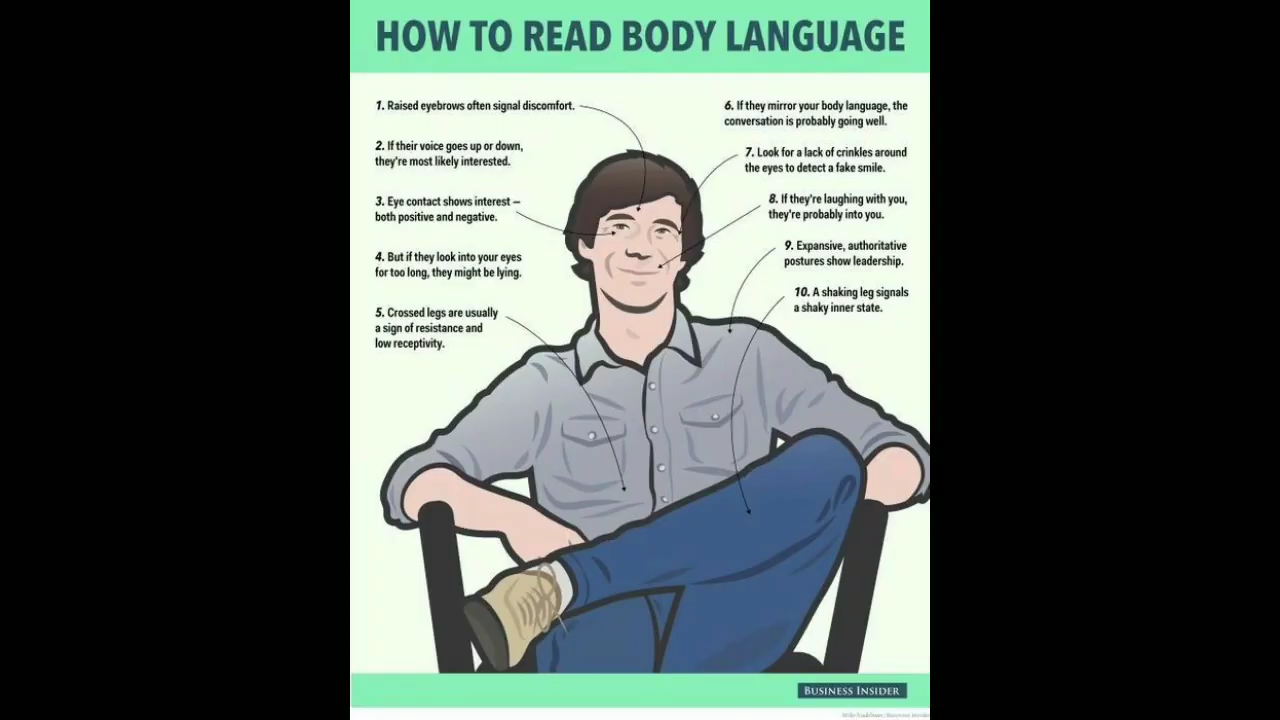 HOW TO READ BODY LANGUAGE
1. Raised eyebrows often signal discomfort.
2. If their voice goes up or down,
they're most likely interested.
3. Eye contact shows interest –
both positive and negative.
4. But if they look into your eyes
for too long, they might be lying.
5. Crossed legs are usually
a sign of resistance and
low receptivity.
6. If they mirror your body language, the
conversation is probably going well.
7. Look for a lack of crinkles around
the eyes to detect a fake smile.
8. If they're laughing with you,
they're probably into you.
9. Expansive, authoritative
postures show leadership.
10. A shaking leg signals
a shaky inner state.
BUSINESS INSIDER